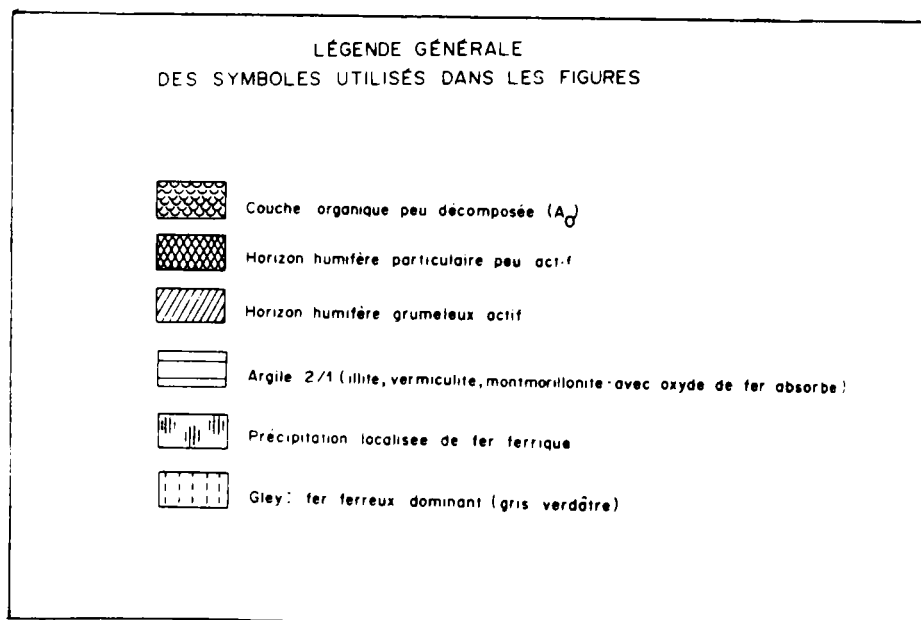 LÉGENDE GÉNÉRALE
DES SYMBOLES UTILISÉS DANS LES FIGURES
Couche organique peu décomposée (A₀)
Horizon humifère particulaire peu actif
Horizon humifère grumeleux actif
Argile 2/1 (illite, vermiculite, montmorillonite-avec oxyde de fer absorbe)
Précipitation localisée de fer ferrique
Gley: fer ferreux dominant (gris verdâtre)